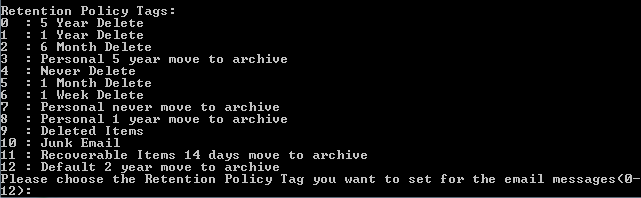 Retention Policy Tags:
0  : 5 Year Delete
1  : 1 Year Delete
2  : 6 Month Delete
3  : Personal 5 year move to archive
4  : Never Delete
5  : 1 Month Delete
6  : 1 Week Delete
7  : Personal never move to archive
8  : Personal 1 year move to archive
9  : Deleted Items
10 : Junk Email
11 : Recoverable Items 14 days move to archive
12 : Default 2 year move to archive
Please choose the Retention Policy Tag you want to set for the email messages(0-
12):